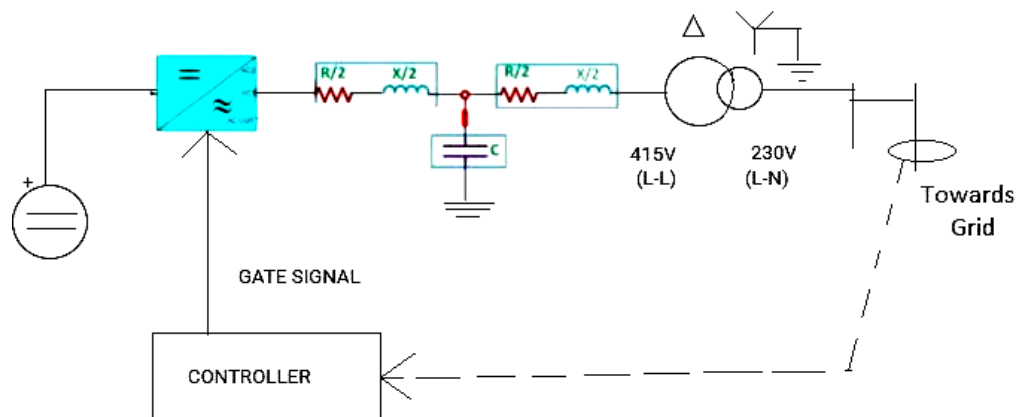 R/2 X/2
R/2 X/2
C
+
415V 230V
(L-L) (L-N)
Towards
Grid
GATE SIGNAL
CONTROLLER